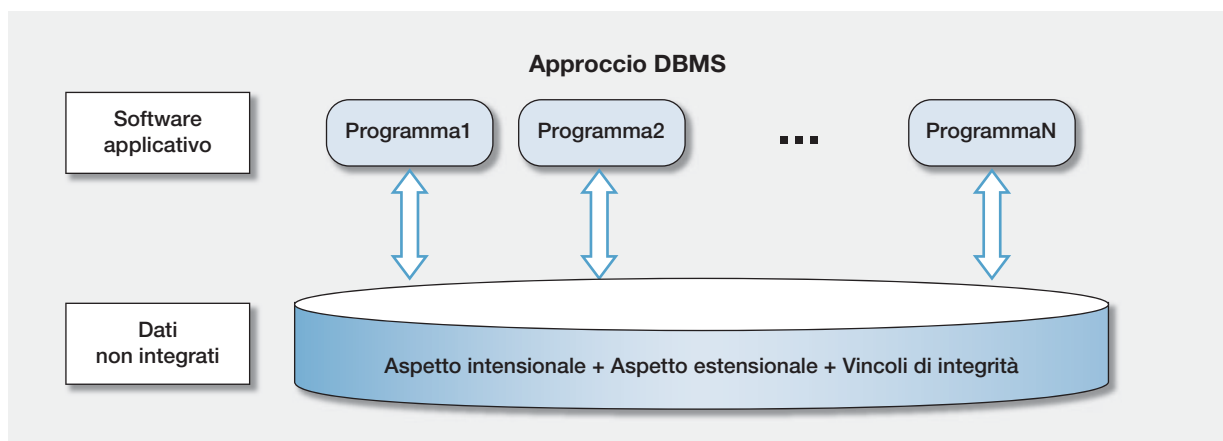 Approccio DBMS
Software
applicativo
Programma1
Programma2
...
ProgrammaN
Dati
non integrati
Aspetto intensionale + Aspetto estensionale + Vincoli di integrità